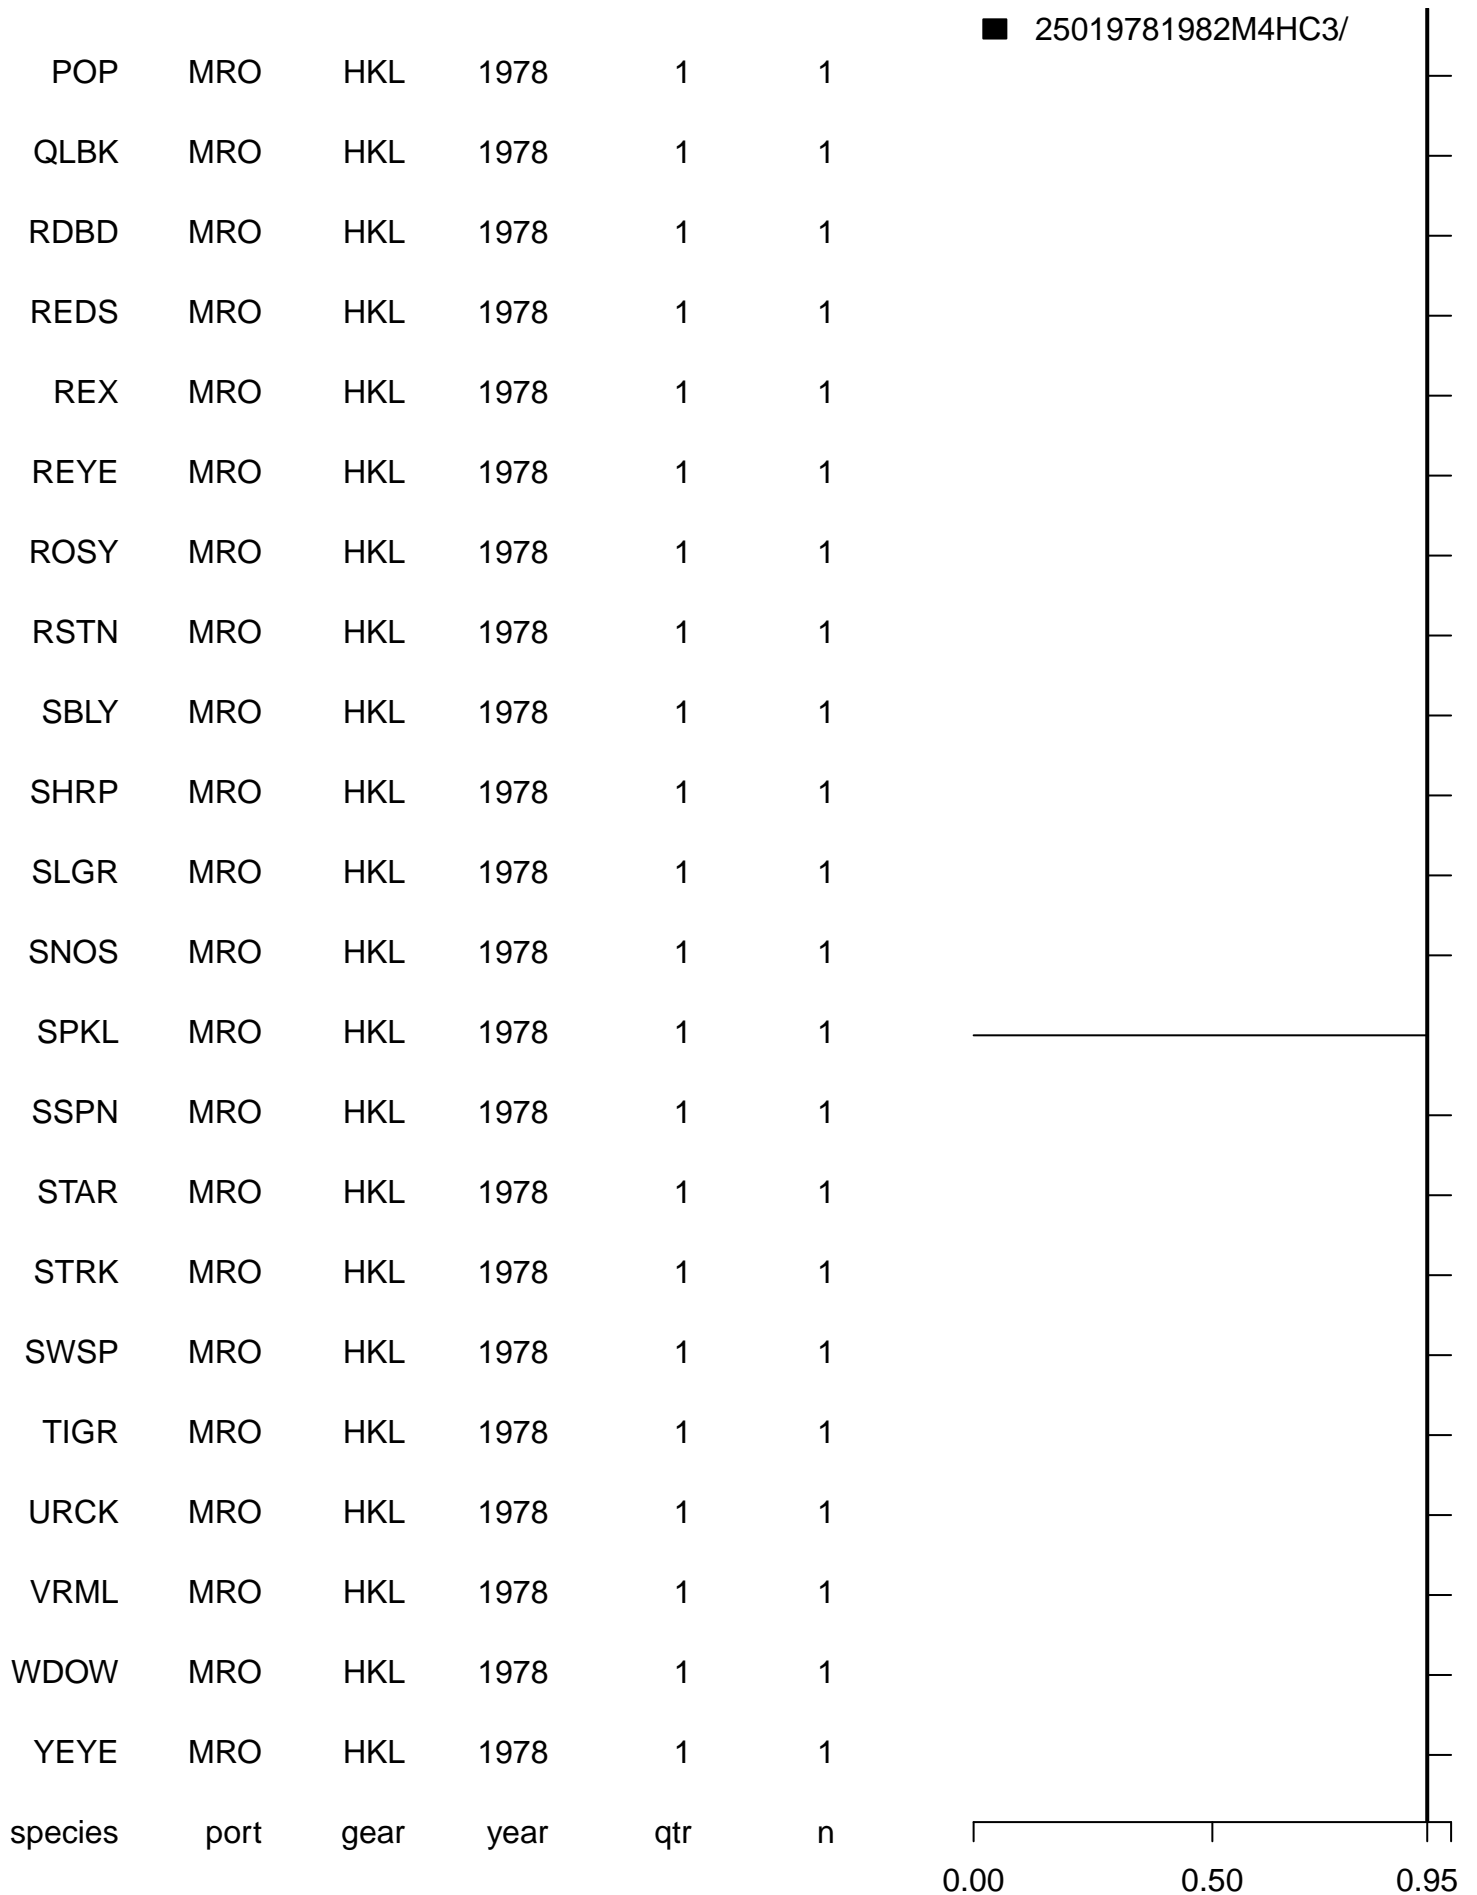 25019781982M4HC3/
POP MRO HKL 1978 1 1
QLBK MRO HKL 1978 1 1
RDBD MRO HKL 1978 1 1
REDS MRO HKL 1978 1 1
REX MRO HKL 1978 1 1
REYE MRO HKL 1978 1 1
ROSY MRO HKL 1978 1 1
RSTN MRO HKL 1978 1 1
SBLY MRO HKL 1978 1 1
SHRP MRO HKL 1978 1 1
SLGR MRO HKL 1978 1 1
SNOS MRO HKL 1978 1 1
SPKL MRO HKL 1978 1 1
SSPN MRO HKL 1978 1 1
STAR MRO HKL 1978 1 1
STRK MRO HKL 1978 1 1
SWSP MRO HKL 1978 1 1
TIGR MRO HKL 1978 1 1
URCK MRO HKL 1978 1 1
VRML MRO HKL 1978 1 1
WDOW MRO HKL 1978 1 1
YEYE MRO HKL 1978 1 1
species port gear year qtr n
0.00 0.50 0.95